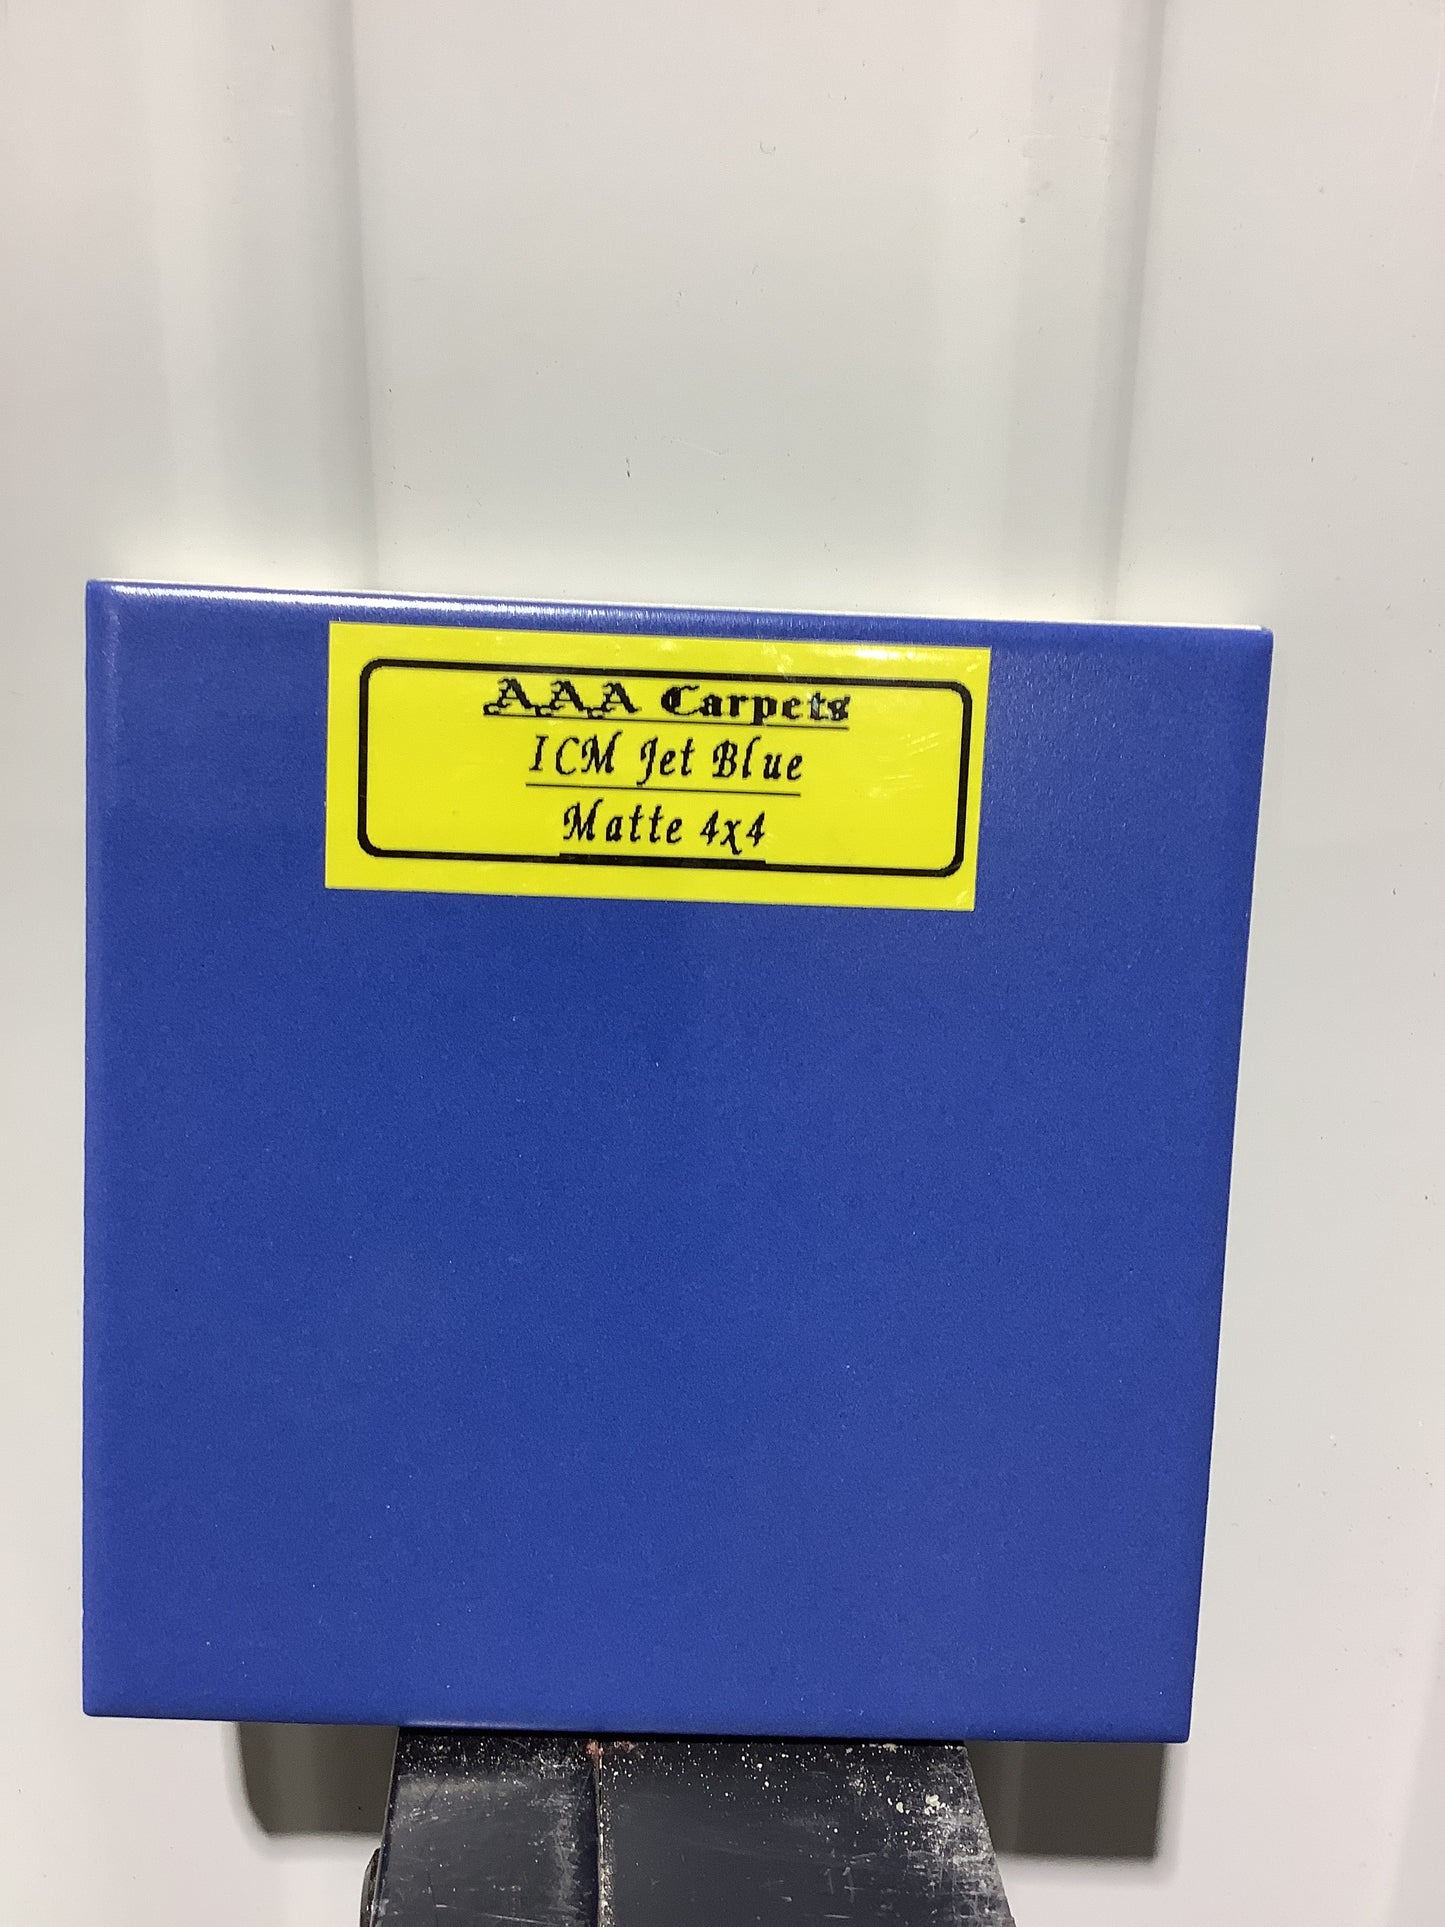 AAA Carpets
ICM Jet Blue
Matte 4x4